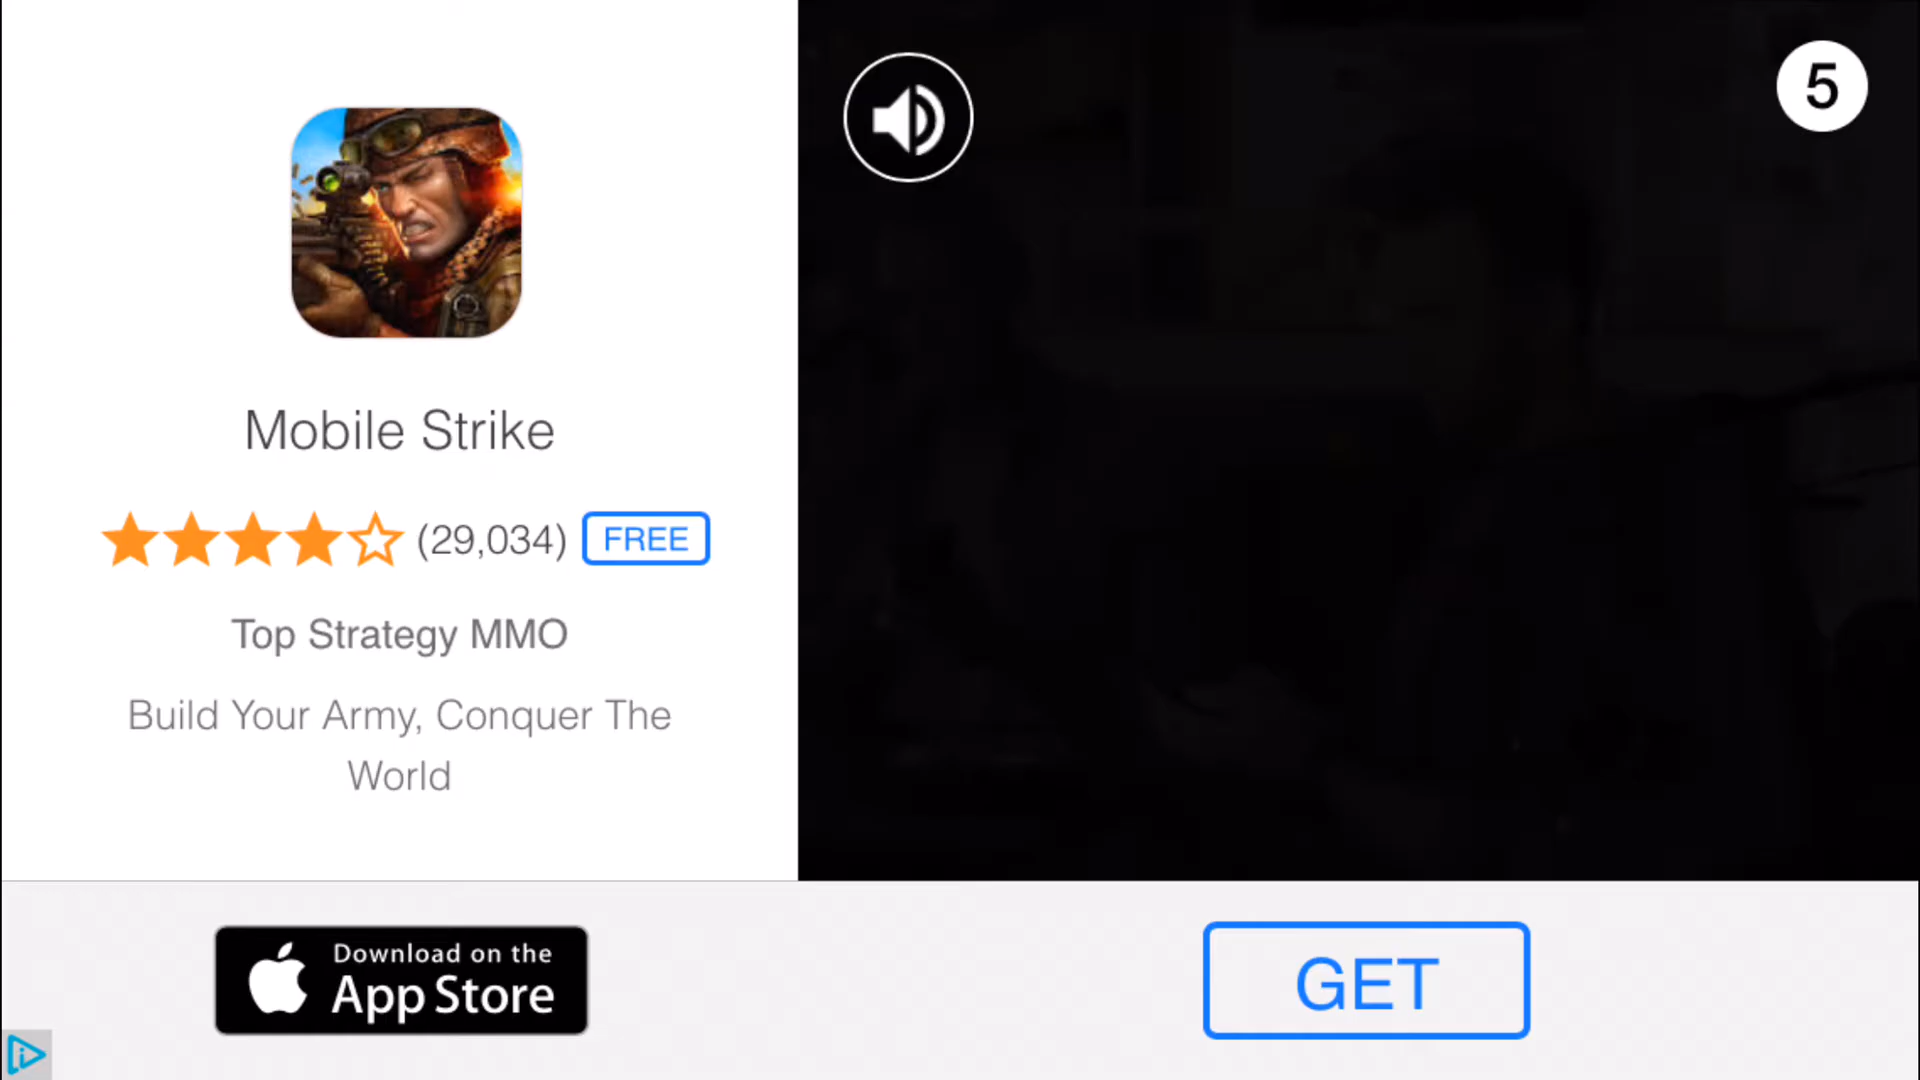 5
Mobile Strike
(29,034) FREE
Top Strategy MMO
Build Your Army, Conquer The
World
Download on the
App Store
GET